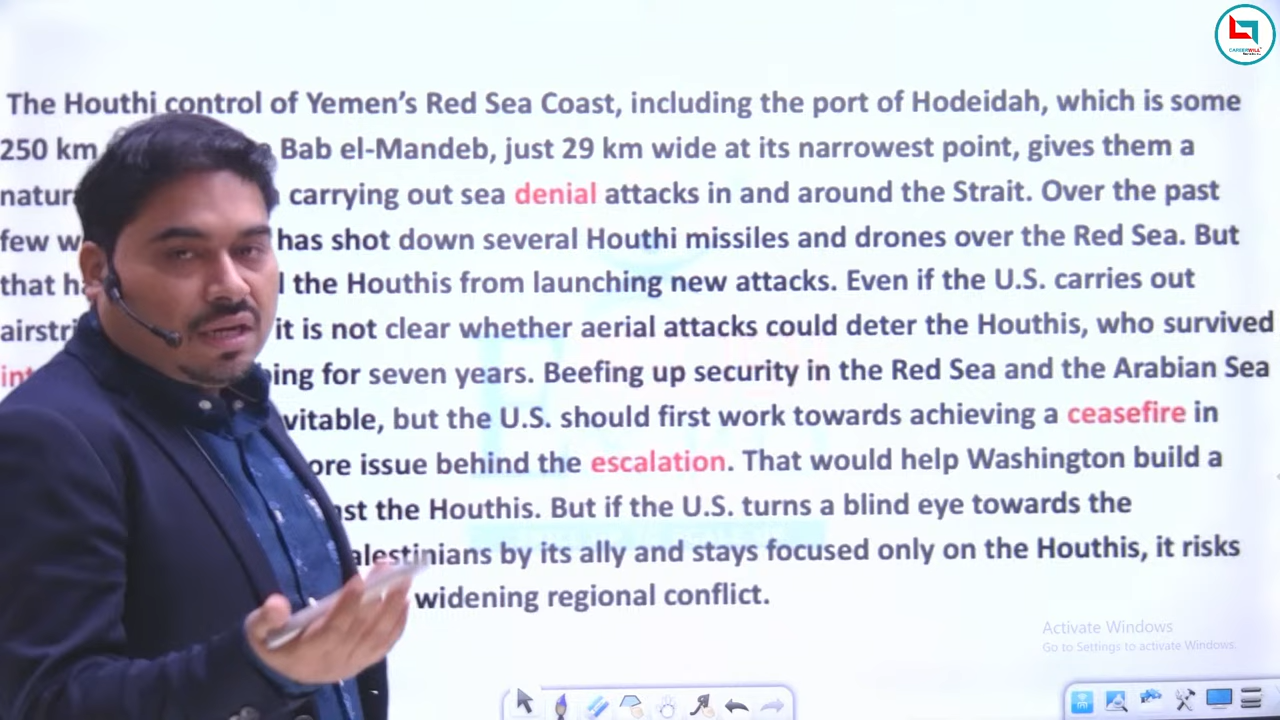 The Houthi control of Yemen's Red Sea Coast, including the port of Hodeidah, which is some
250 km Bab el-Mandeb, just 29 km wide at its narrowest point, gives them a
carrying out sea denial attacks in and around the Strait. Over the past
few has shot down several Houthi missiles and drones over the Red Sea. But
that the Houthis from launching new attacks. Even if the U.S. carries out
it is not clear whether aerial attacks could deter the Houthis, who survived
for seven years. Beefing up security in the Red Sea and the Arabian Sea
but the U.S. should first work towards achieving a ceasefire in
issue behind the escalation. That would help Washington build a
the Houthis. But if the U.S. turns a blind eye towards the
by its ally and stays focused only on the Houthis, it risks
widening regional conflict.
CAREERWILL
Activate Windows
Go to Settings to activate Windows.